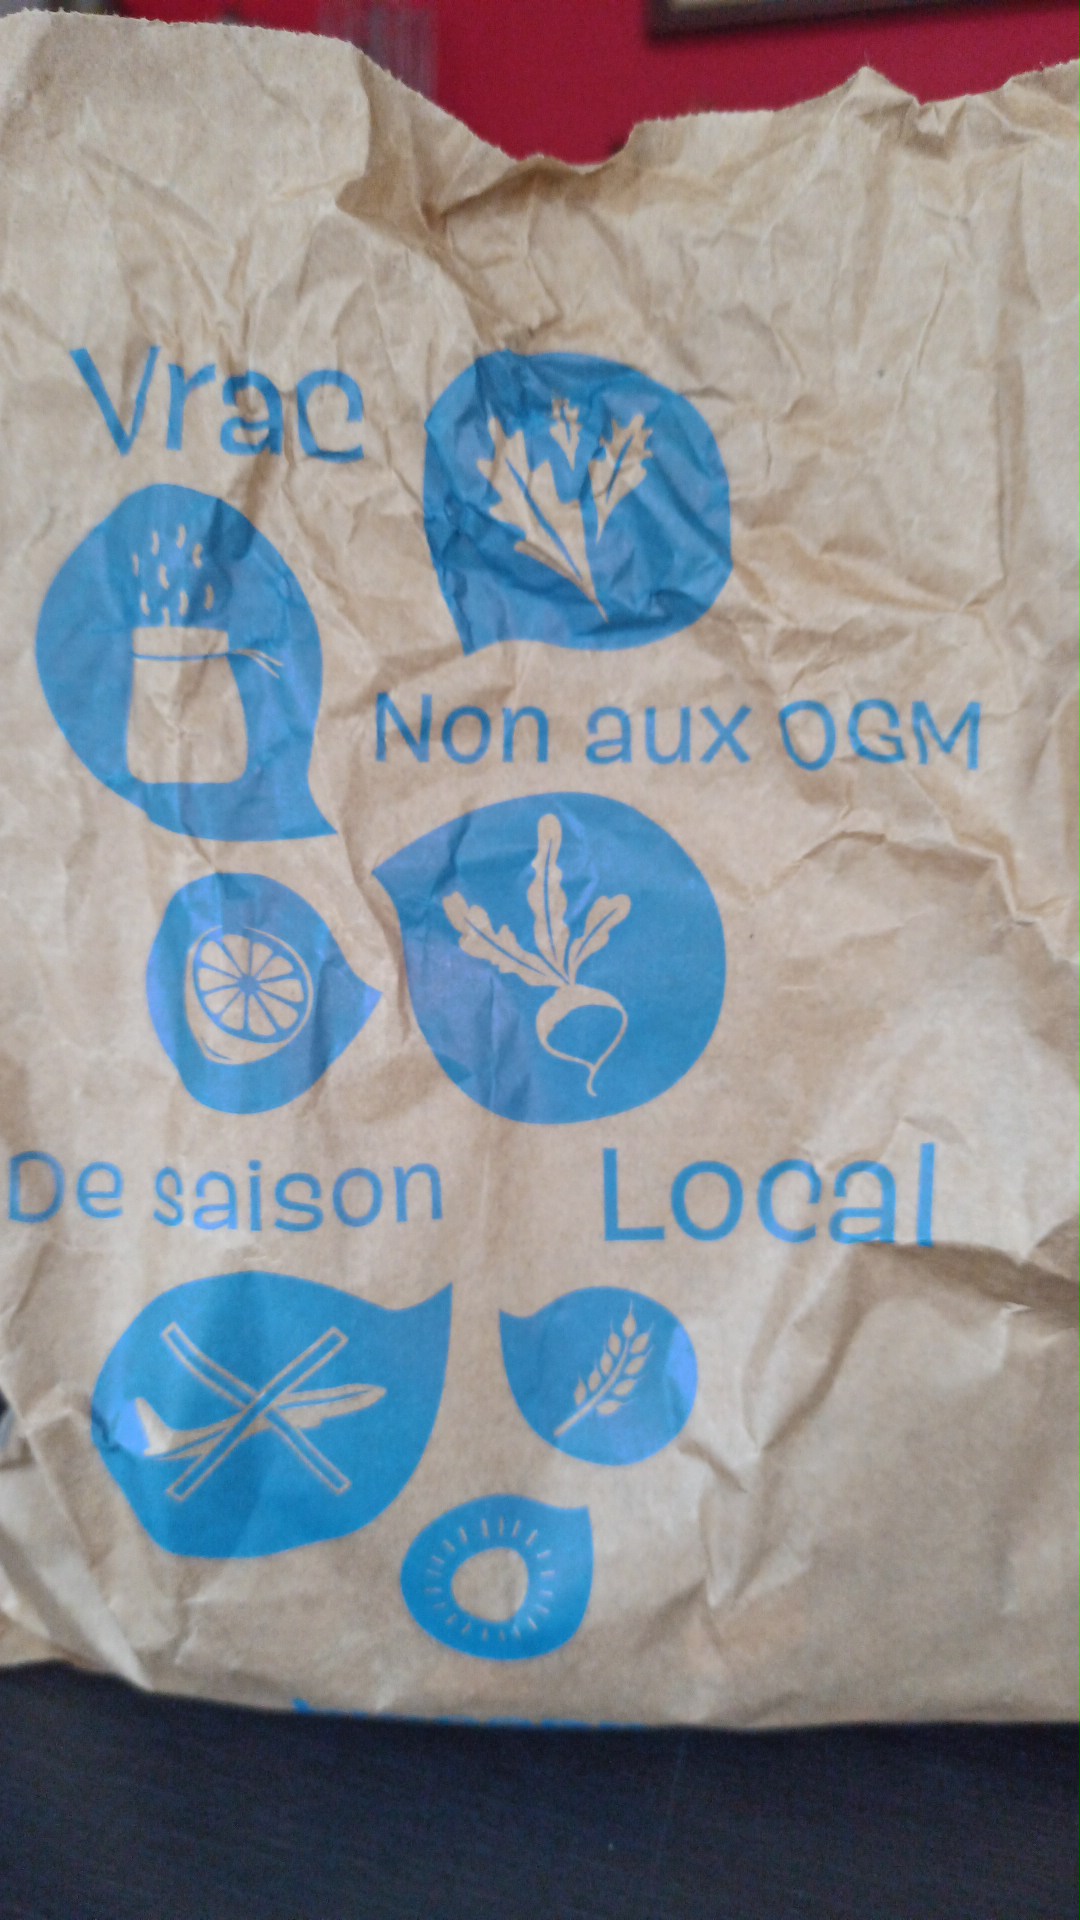 Vrac
Non aux OGM
De saison
Local